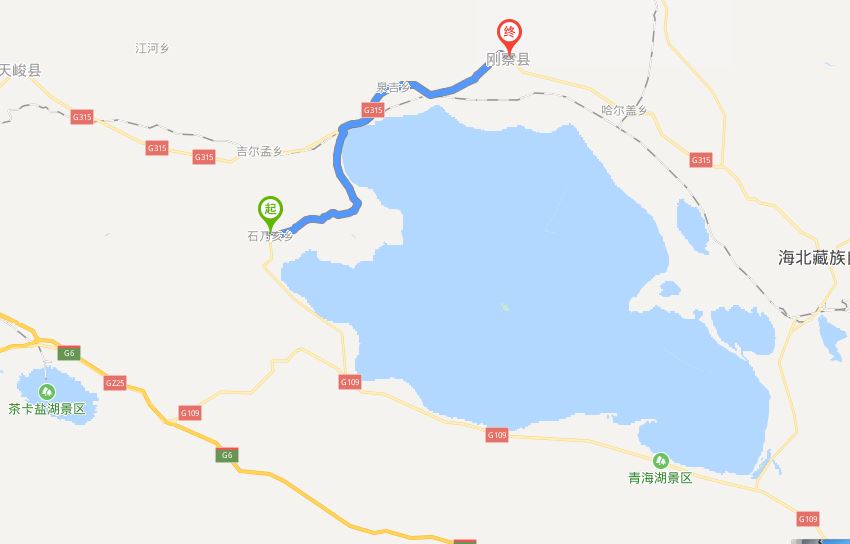 终
江河乡
刚察县
天峻县
泉吉乡
G315
G315
哈尔盖乡
G315
G315
吉尔孟乡
G315
起
石乃亥乡
海北藏族
G6
GZ25
G109
茶卡盐湖景区
G109
G109
G6
青海湖景区
G109